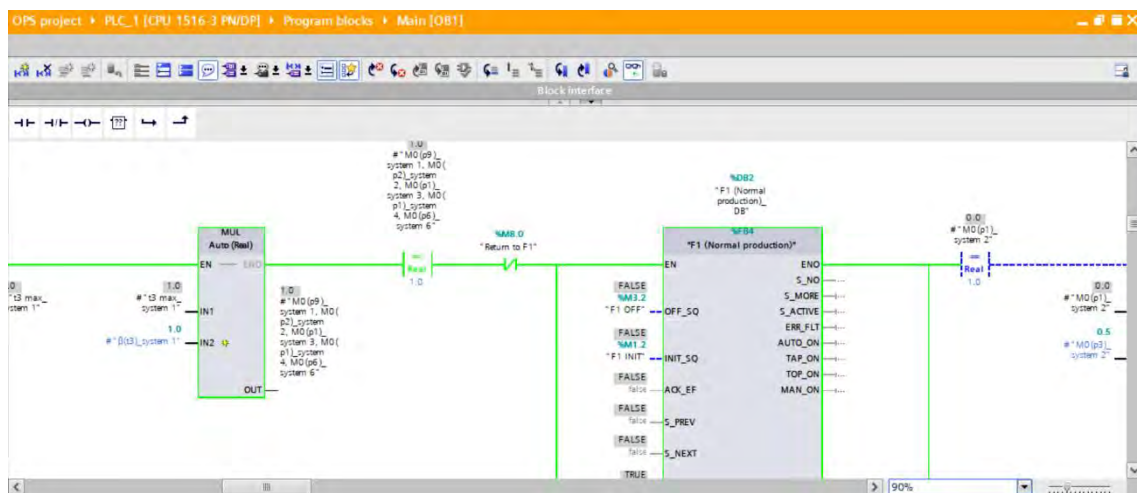 OPS project ▸ PLC_1 [CPU 1516-3 PN/DP] ▸ Program blocks ▸ Main [OB1]
Block interface
1.0
#"M0(p9)_
system 1, M0(
p2)_system
2, M0(p1)_
system 3, M0(
p1)_system
4, M0(p6)_
system 6"
==
Real
1.0
%M8.0
"Return to F1"
MUL
Auto (Real)
EN
ENO
.0
"t3 max_
stem 1"
1.0
#"t3 max_
system 1"
IN1
1.0
#"β(t3)_system 1"
IN2
OUT
1.0
#"M0(p9)_
system 1, M0(
p2)_system
2, M0(p1)_
system 3, M0(
p1)_system
4, M0(p6)_
system 6"
%DB2
"F1 (Normal
production)_
DB"
%FB4
"F1 (Normal production)"
EN
FALSE
%M3.2
"F1 OFF"
OFF_SQ
FALSE
%M1.2
"F1 INIT"
INIT_SQ
FALSE
false
ACK_EF
FALSE
false
S_PREV
FALSE
false
S_NEXT
TRUE
ENO
S_NO
S_MORE
S_ACTIVE
ERR_FLT
AUTO_ON
TAP_ON
TOP_ON
MAN_ON
0.0
#"M0(p1)_
system 2"
==
Real
1.0
0.0
#"M0(p1)_
system 2"
0.5
#"M0(p3)_
system 2"
90%